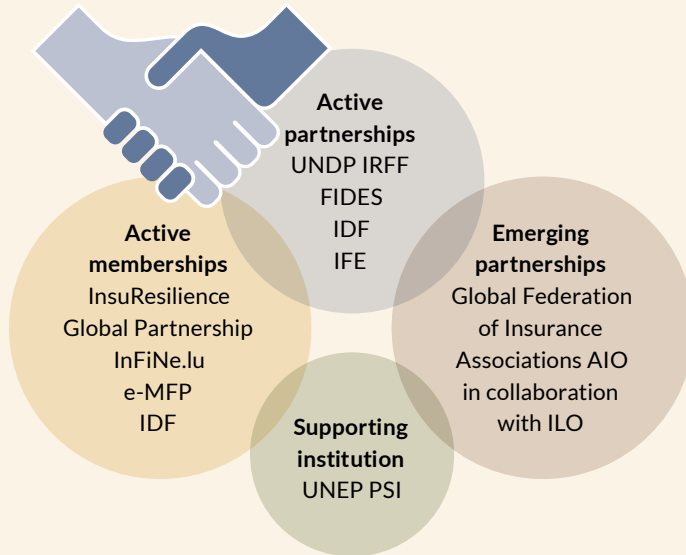 Active
partnerships
UNDP IRFF
FIDES
IDF
IFE
Active
memberships
InsuResilience
Global Partnership
InFiNe.lu
e-MFP
IDF
Emerging
partnerships
Global Federation
of Insurance
Associations AIO
in collaboration
with ILO
Supporting
institution
UNEP PSI